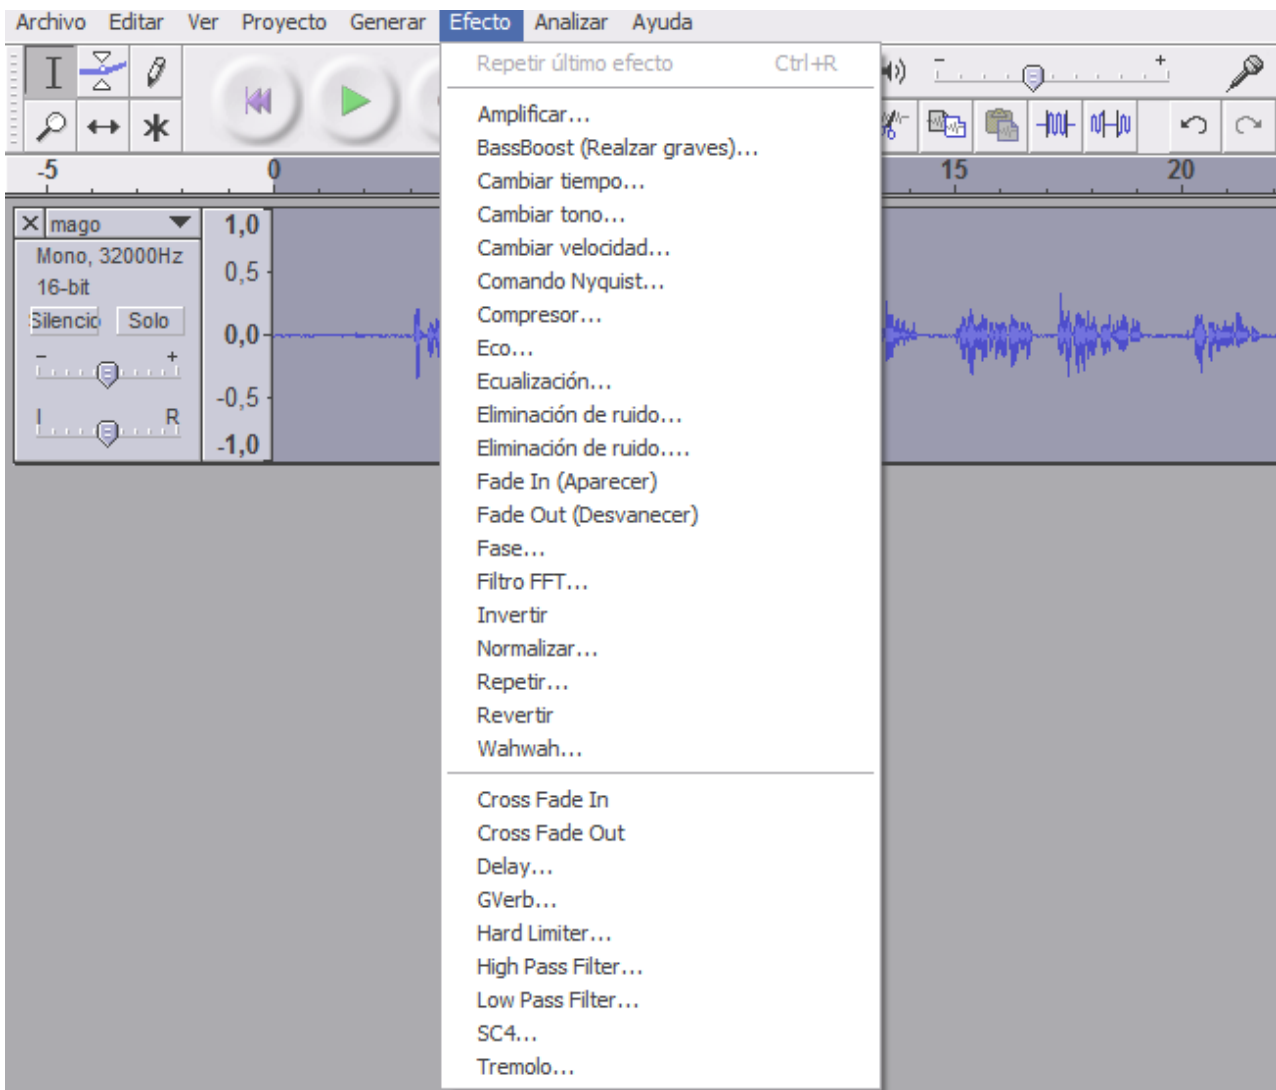 Archivo Editar Ver Proyecto Generar Efecto Analizar Ayuda
Repetir último efecto Ctrl+R
Amplificar...
BassBoost (Realzar graves)...
Cambiar tiempo...
Cambiar tono...
Cambiar velocidad...
Comando Nyquist...
Compresor...
Eco...
Ecualización...
Eliminación de ruido...
Eliminación de ruido....
Fade In (Aparecer)
Fade Out (Desvanecer)
Fase...
Filtro FFT...
Invertir
Normalizar...
Repetir...
Revertir
Wahwah...
Cross Fade In
Cross Fade Out
Delay...
GVerb...
Hard Limiter...
High Pass Filter...
Low Pass Filter...
SC4...
Tremolo...
- +
-5 0 15 20
X mago
Mono, 32000Hz
16-bit
Silencio Solo
- +
I R
1,0
0,5
0,0
-0,5
-1,0